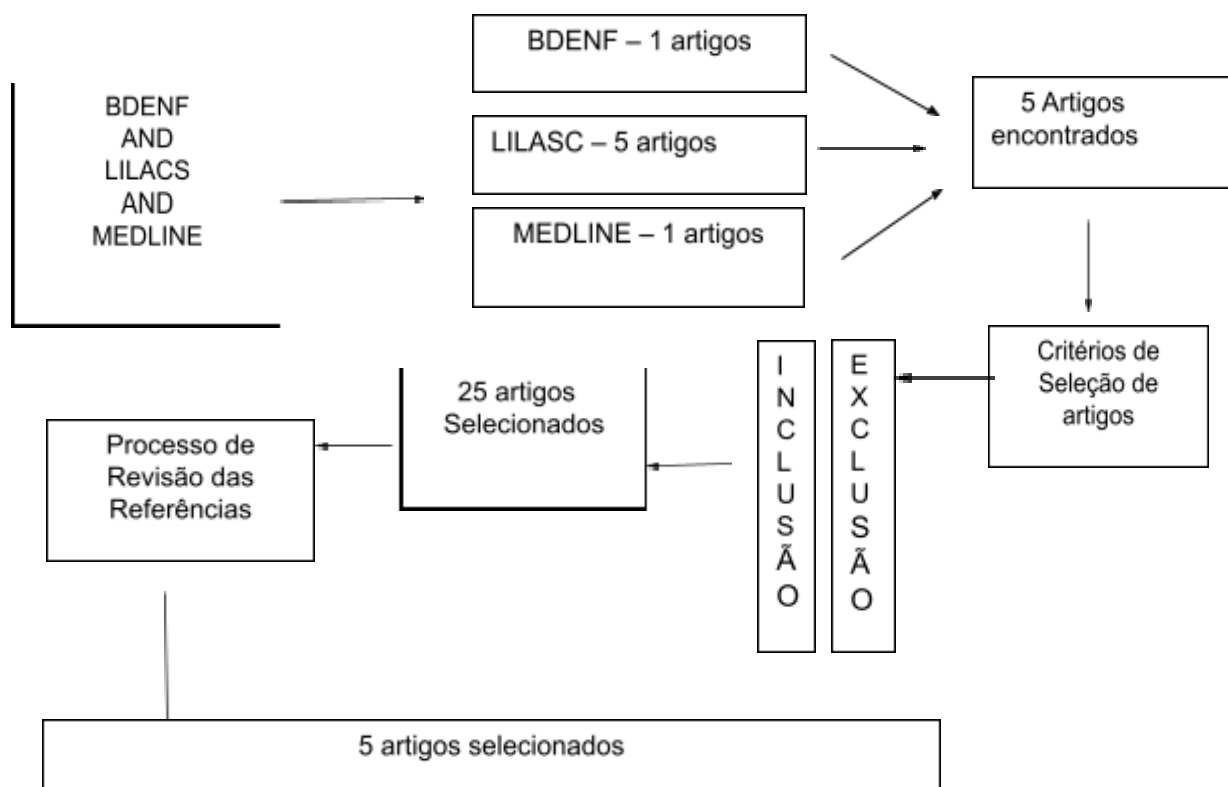 BDENF
AND
LILACS
AND
MEDLINE
BDENF – 1 artigos
LILASC – 5 artigos
MEDLINE – 1 artigos
5 Artigos
encontrados
Critérios de
Seleção de
artigos
E
X
C
L
U
S
Ã
O
I
N
C
L
U
S
Ã
O
25 artigos
Selecionados
Processo de
Revisão das
Referências
5 artigos selecionados